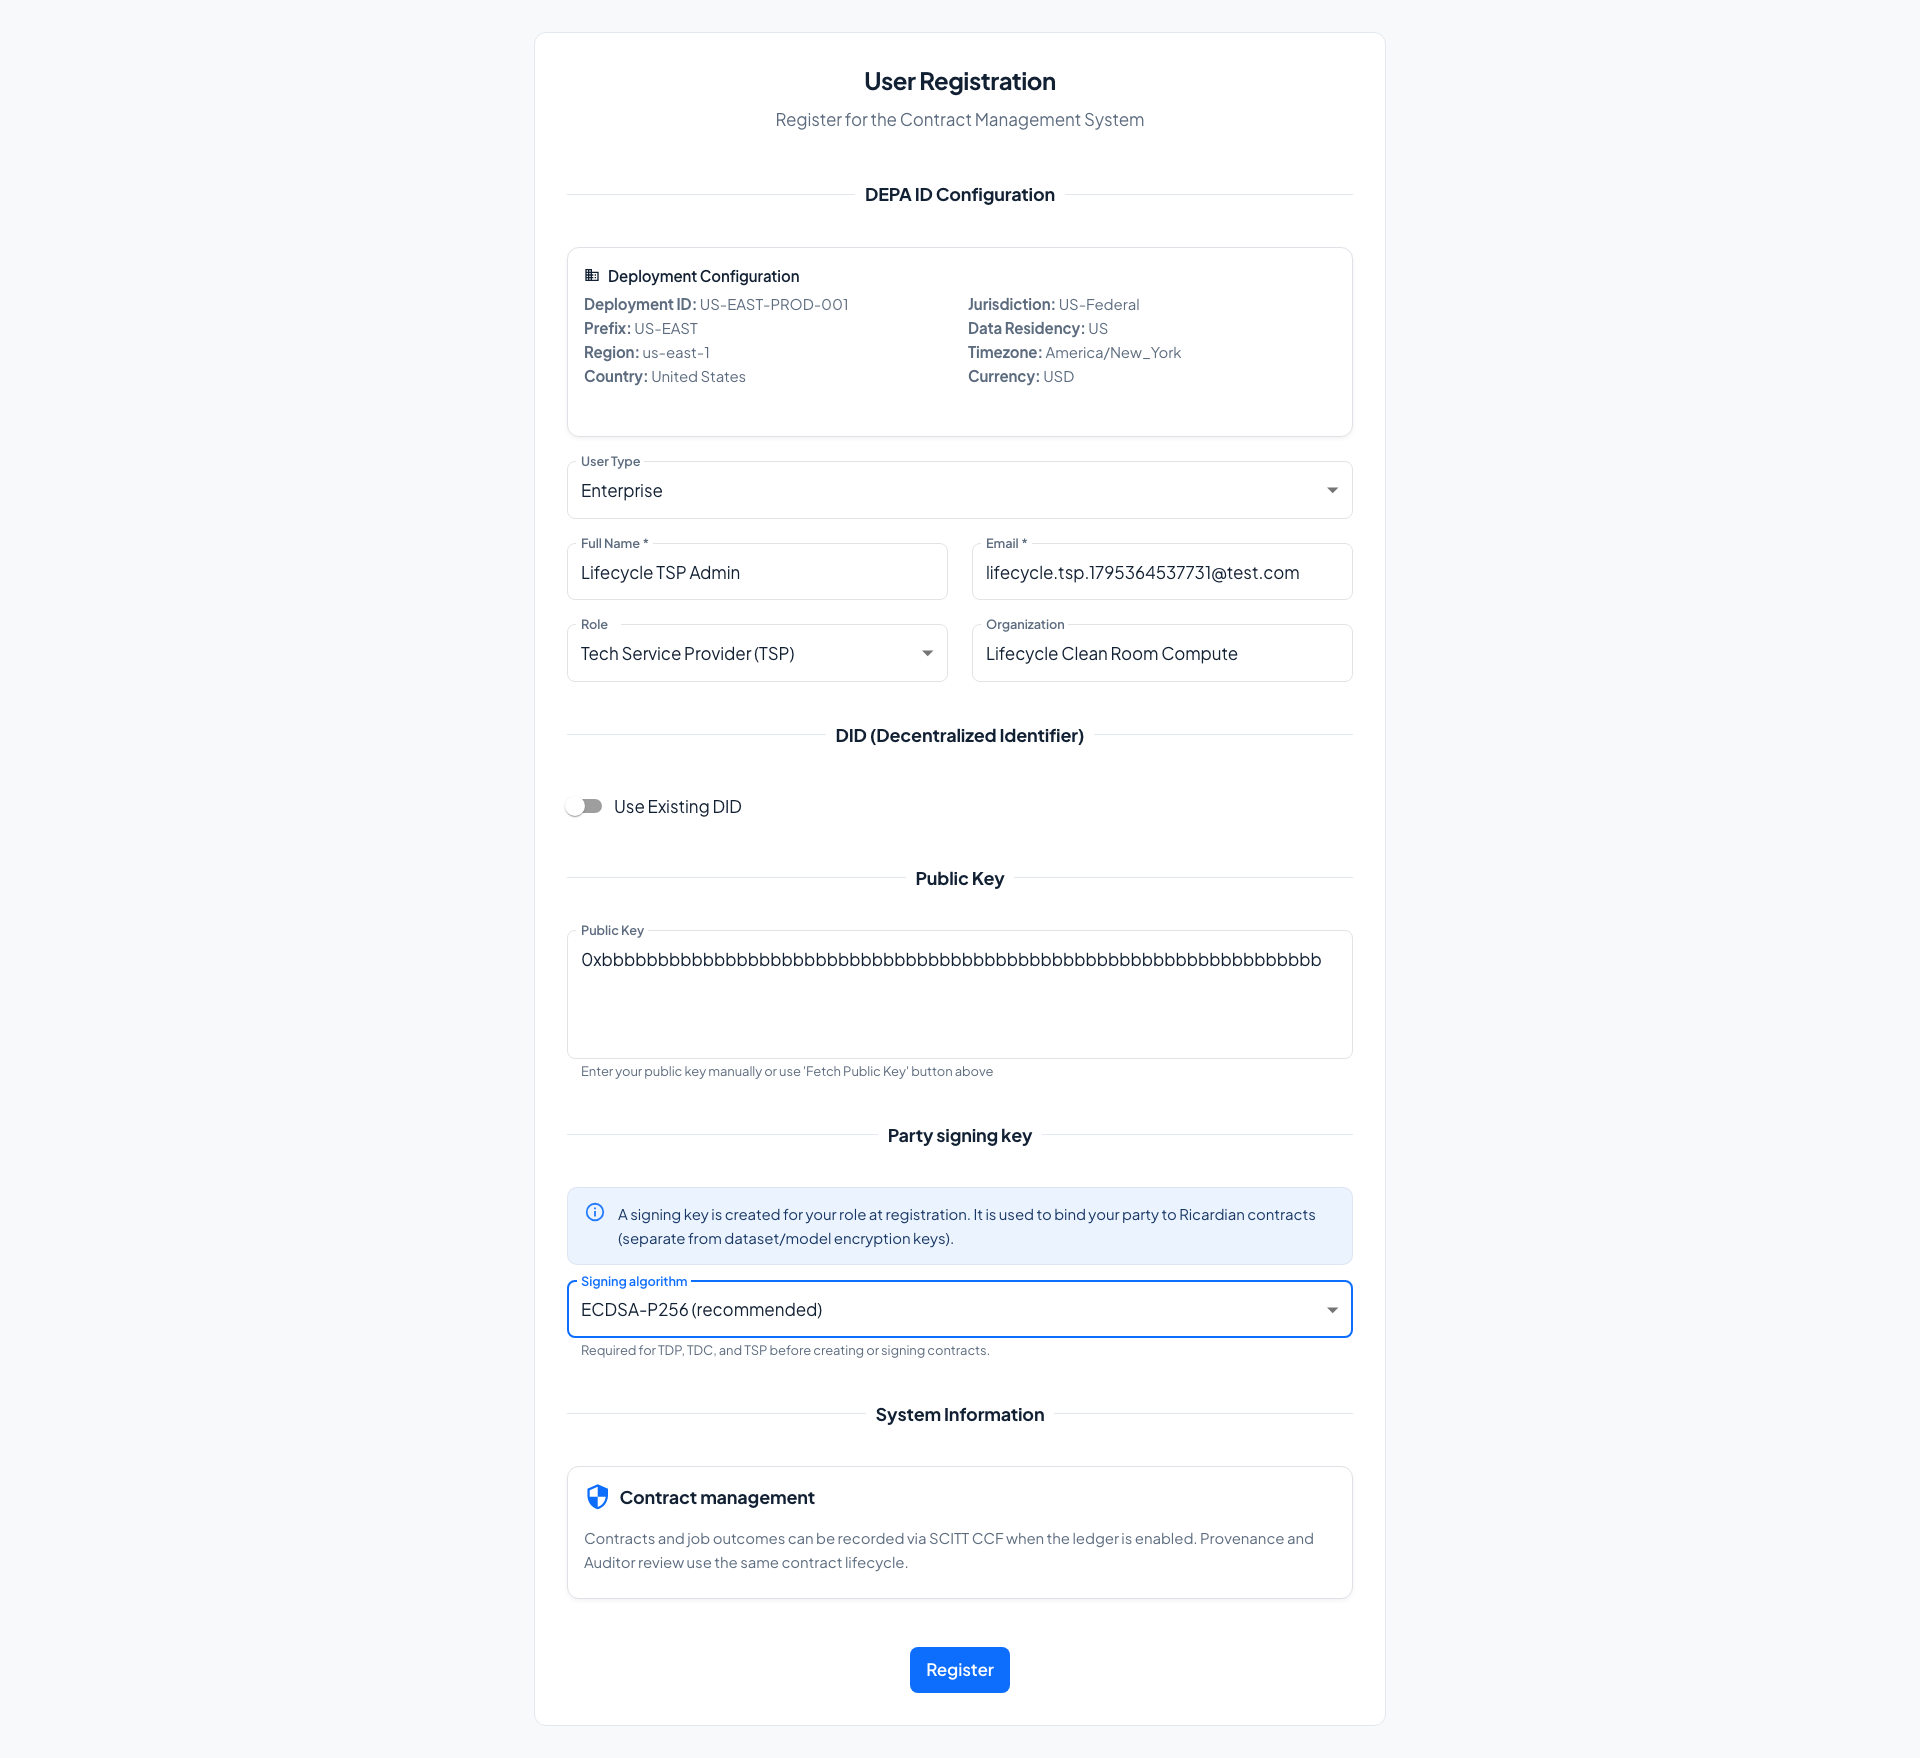 User Registration
Register for the Contract Management System
DEPA ID Configuration
Deployment Configuration
Deployment ID: US-EAST-PROD-001
Prefix: US-EAST
Region: us-east-1
Country: United States
Jurisdiction: US-Federal
Data Residency: US
Timezone: America/New_York
Currency: USD
User Type
Enterprise
Full Name *
Lifecycle TSP Admin
Email *
lifecycle.tsp.1795364537731@test.com
Role
Tech Service Provider (TSP)
Organization
Lifecycle Clean Room Compute
DID (Decentralized Identifier)
Use Existing DID
Public Key
Public Key
0xbbbbbbbbbbbbbbbbbbbbbbbbbbbbbbbbbbbbbbbbbbbbbbbbbbbbbbbbbbbbbbbb
Enter your public key manually or use 'Fetch Public Key' button above
Party signing key
A signing key is created for your role at registration. It is used to bind your party to Ricardian contracts
(separate from dataset/model encryption keys).
Signing algorithm
ECDSA-P256 (recommended)
Required for TDP, TDC, and TSP before creating or signing contracts.
System Information
Contract management
Contracts and job outcomes can be recorded via SCITT CCF when the ledger is enabled. Provenance and
Auditor review use the same contract lifecycle.
Register